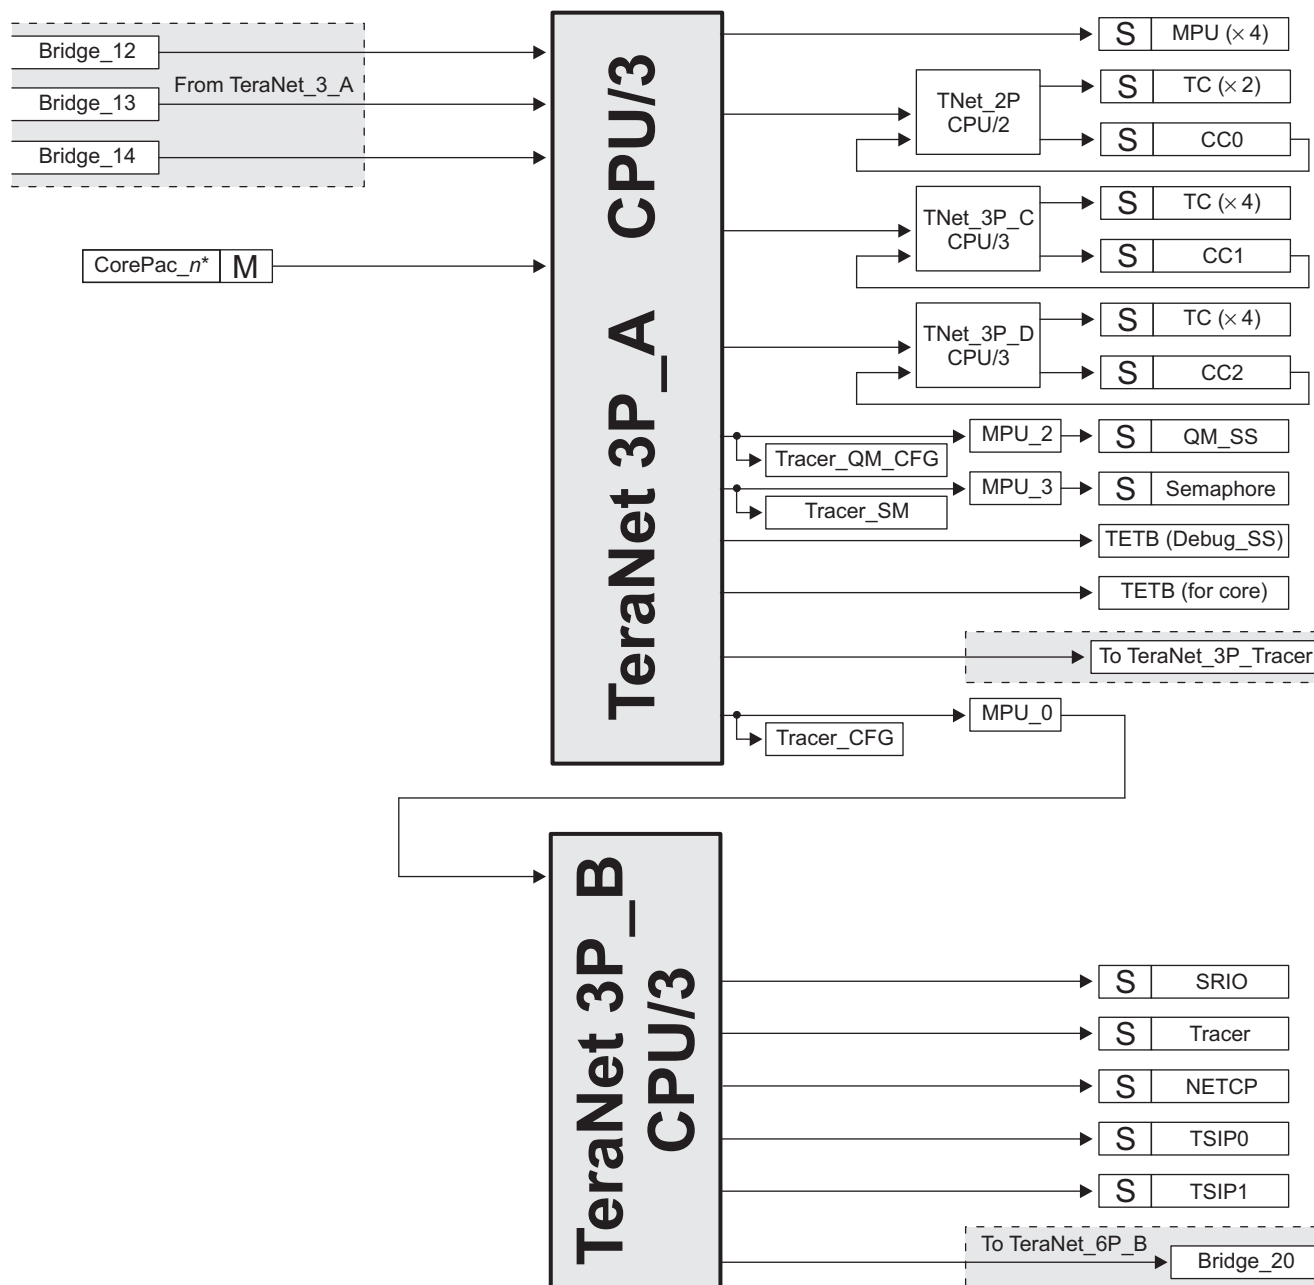 Bridge_12
From TeraNet_3_A
Bridge_13
Bridge_14
CorePac_n*
M
TeraNet 3P_A CPU/3
S
MPU (× 4)
TNet_2P
CPU/2
S
TC (× 2)
S
CC0
TNet_3P_C
CPU/3
S
TC (× 4)
S
CC1
TNet_3P_D
CPU/3
S
TC (× 4)
S
CC2
MPU_2
S
QM_SS
Tracer_QM_CFG
MPU_3
S
Semaphore
Tracer_SM
TETB (Debug_SS)
TETB (for core)
To TeraNet_3P_Tracer
MPU_0
Tracer_CFG
TeraNet 3P_B
CPU/3
S
SRIO
S
Tracer
S
NETCP
S
TSIP0
S
TSIP1
To TeraNet_6P_B
Bridge_20